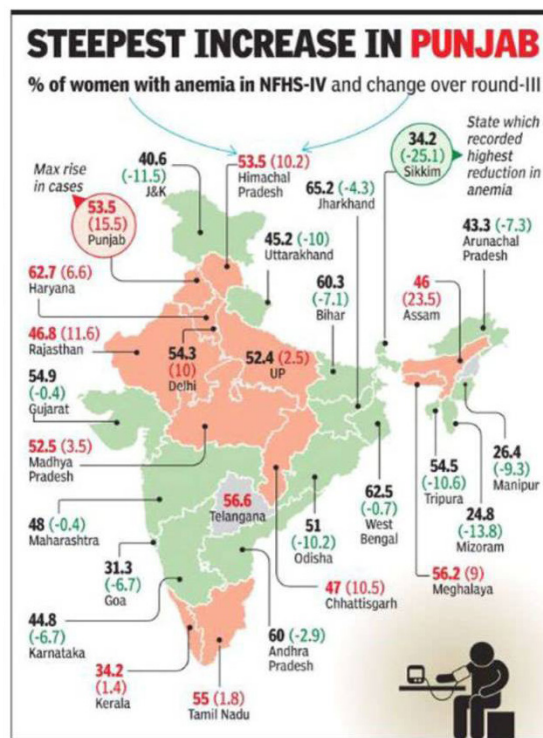 STEEPEST INCREASE IN PUNJAB
% of women with anemia in NFHS-IV and change over round-III
34.2
(-25.1)
Sikkim
State which
recorded
highest
reduction in
anemia
Max rise
in cases
53.5
(15.5)
Punjab
40.6
(-11.5)
J&K
53.5 (10.2)
Himachal
Pradesh
65.2 (-4.3)
Jharkhand
43.3 (-7.3)
Arunachal
Pradesh
45.2 (-10)
Uttarakhand
62.7 (6.6)
Haryana
60.3
(-7.1)
Bihar
46
(23.5)
Assam
46.8 (11.6)
Rajasthan
54.3
(10)
Delhi
52.4 (2.5)
UP
54.9
(-0.4)
Gujarat
52.5 (3.5)
Madhya
Pradesh
26.4
(-9.3)
Manipur
54.5
(-10.6)
Tripura
56.6
Telangana
62.5
(-0.7)
West
Bengal
24.8
(-13.8)
Mizoram
48 (-0.4)
Maharashtra
51
(-10.2)
Odisha
31.3
(-6.7)
Goa
47 (10.5)
Chhattisgarh
56.2 (9)
Meghalaya
44.8
(-6.7)
Karnataka
60 (-2.9)
Andhra
Pradesh
34.2
(1.4)
Kerala
55 (1.8)
Tamil Nadu